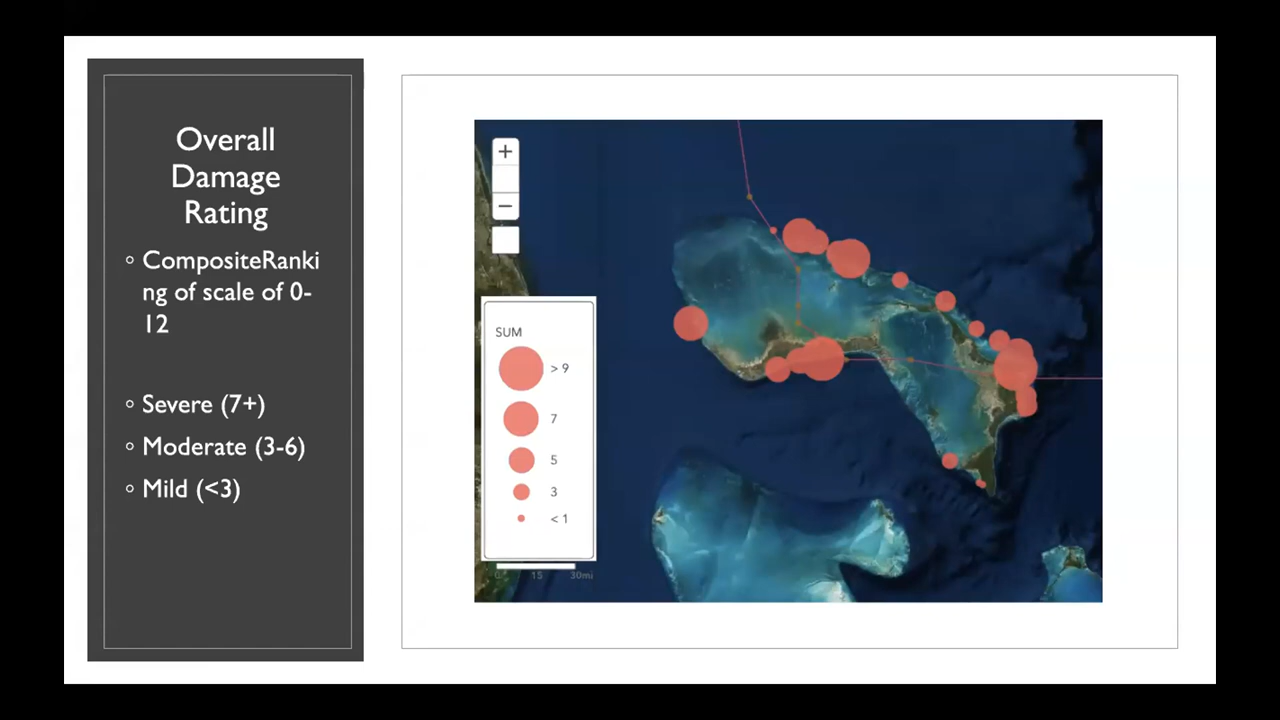 Overall
Damage
Rating
◦ CompositeRanki
ng of scale of 0-
12
◦ Severe (7+)
◦ Moderate (3-6)
◦ Mild (<3)
+
−
SUM
> 9
7
5
3
< 1
0 15 30mi